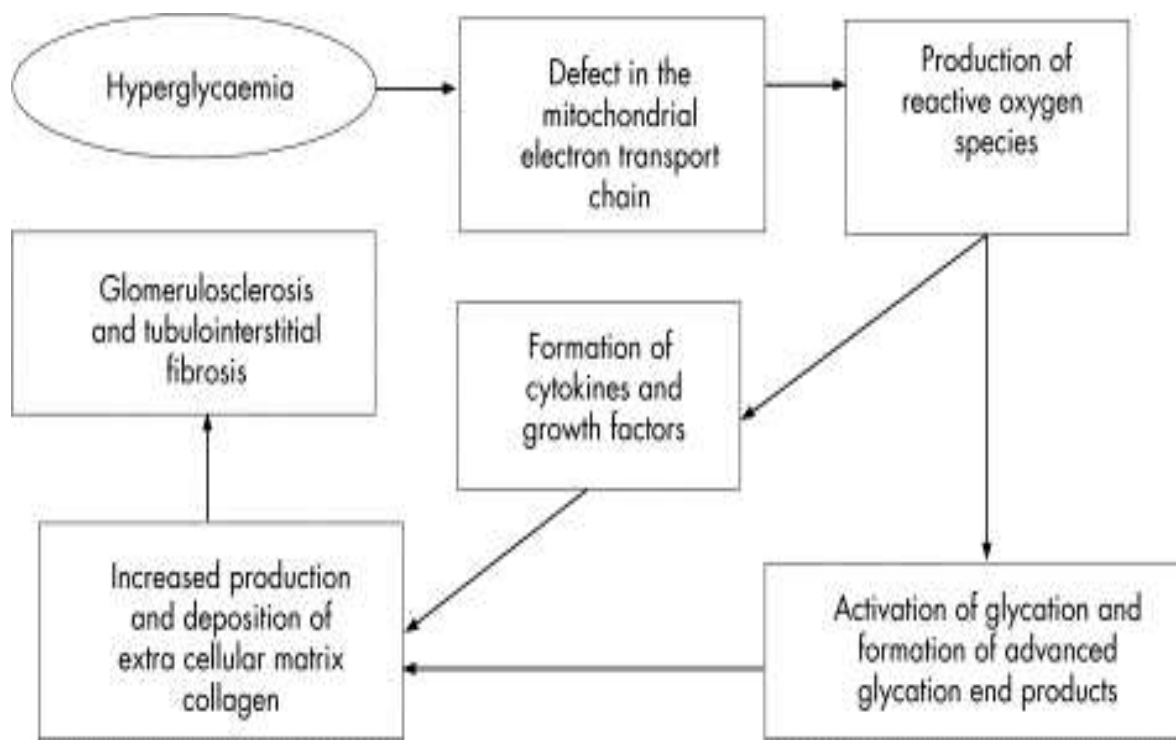 Hyperglycaemia
Defect in the
mitochondrial
electron transport
chain
Production of
reactive oxygen
species
Glomerulosclerosis
and tubulointerstitial
fibrosis
Formation of
cytokines and
growth factors
Increased production
and deposition of
extra cellular matrix
collagen
Activation of glycation and
formation of advanced
glycation end products